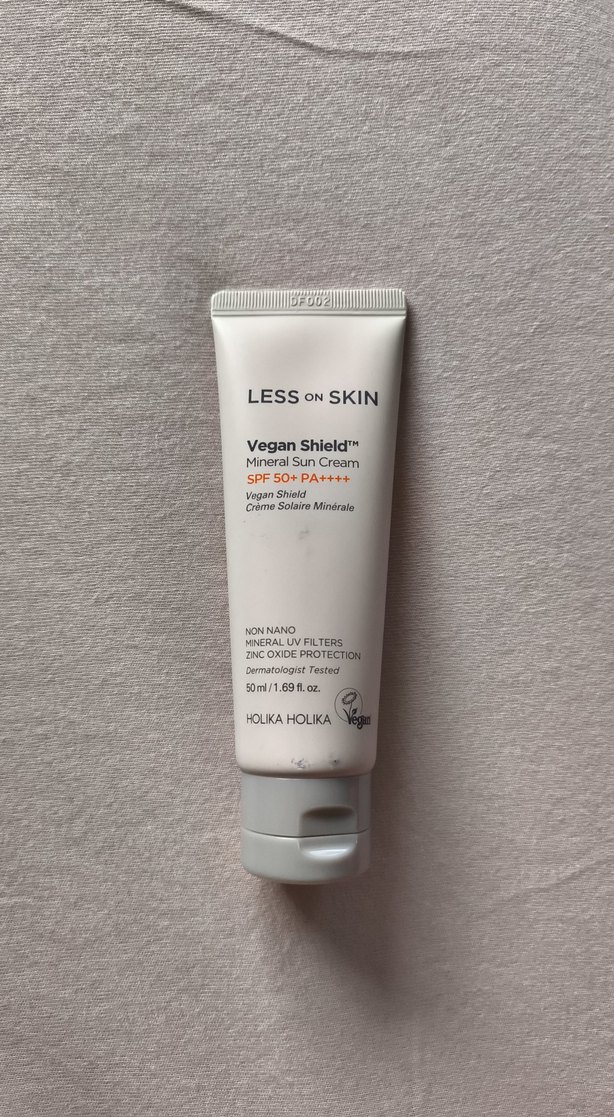 DF002
LESS ON SKIN
Vegan Shield™
Mineral Sun Cream
SPF 50+ PA++++
Vegan Shield
Crème Solaire Minérale
NON NANO
MINERAL UV FILTERS
ZINC OXIDE PROTECTION
Dermatologist Tested
50 ml / 1.69 fl. oz.
HOLIKA HOLIKA
Vegan